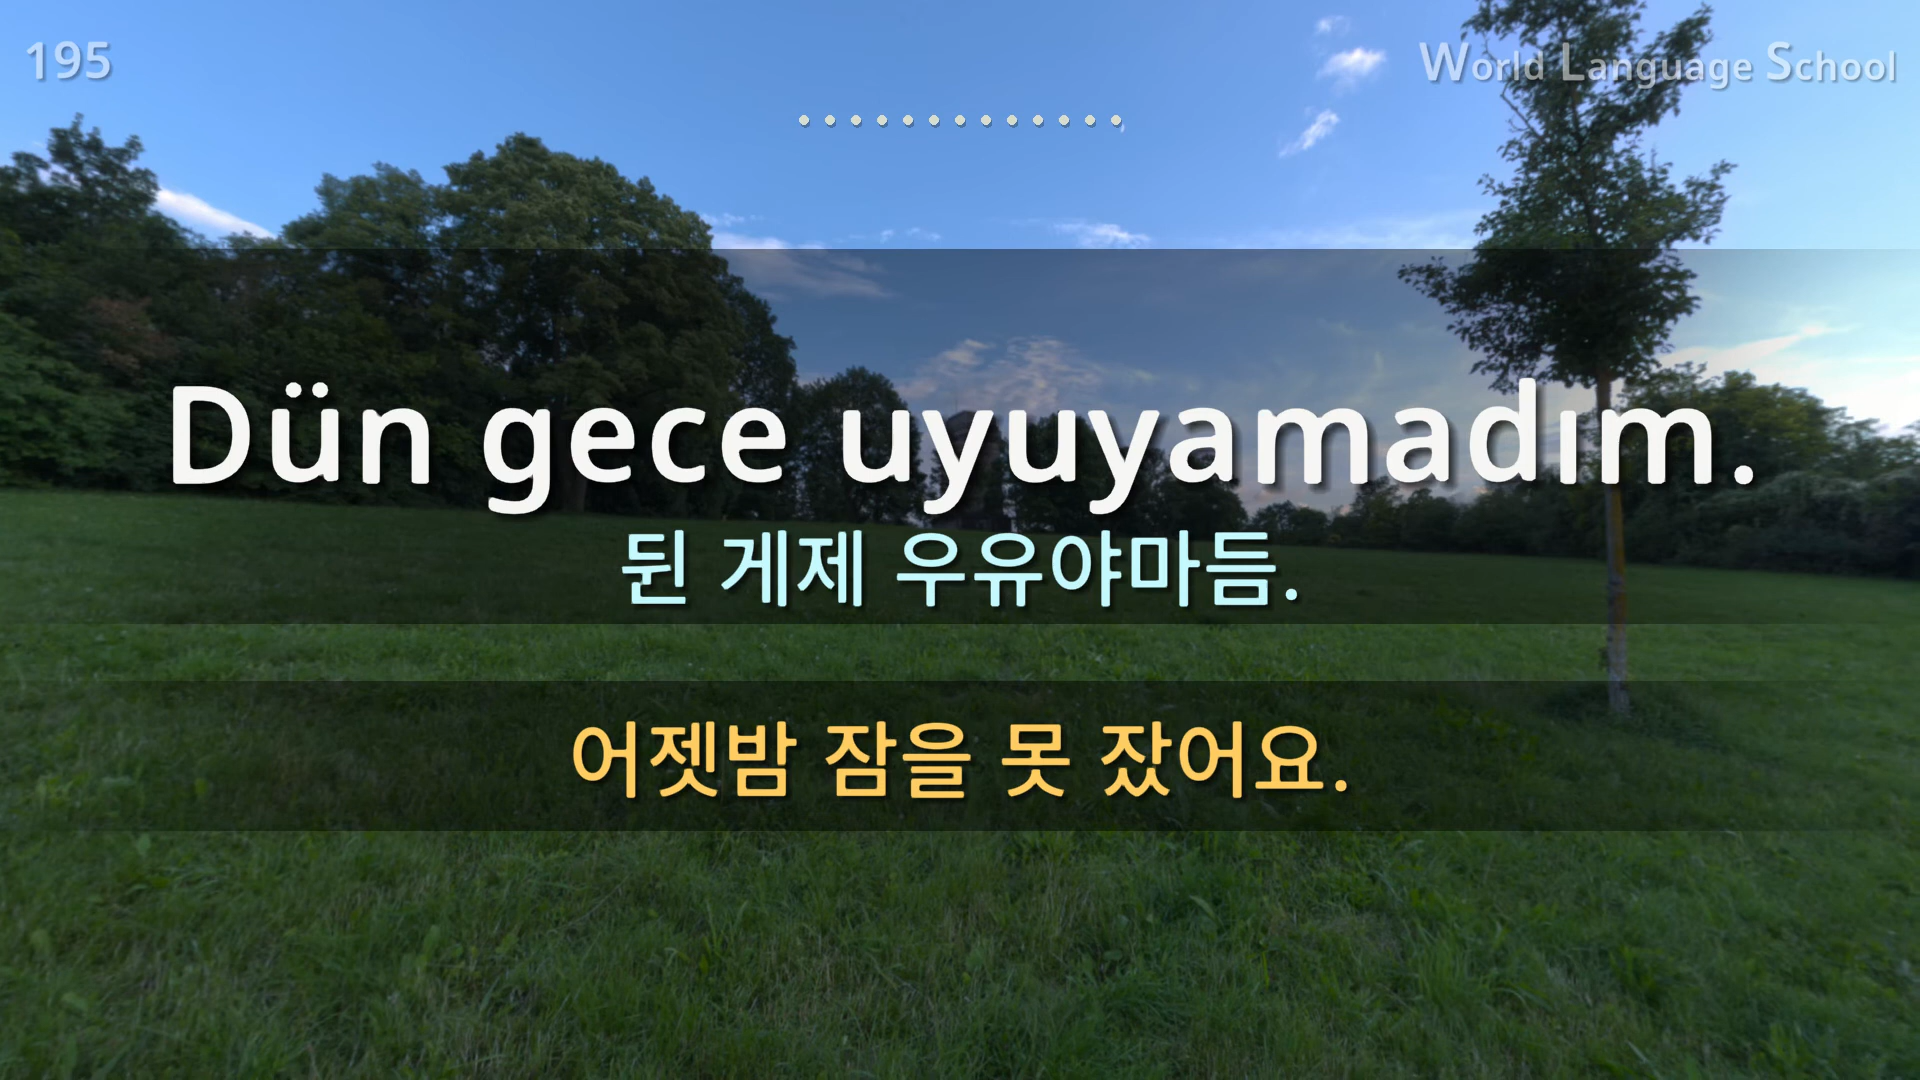 195
World Language School
Dün gece uyuyamadım.
뒨 게제 우유야마듬.
어젯밤 잠을 못 잤어요.